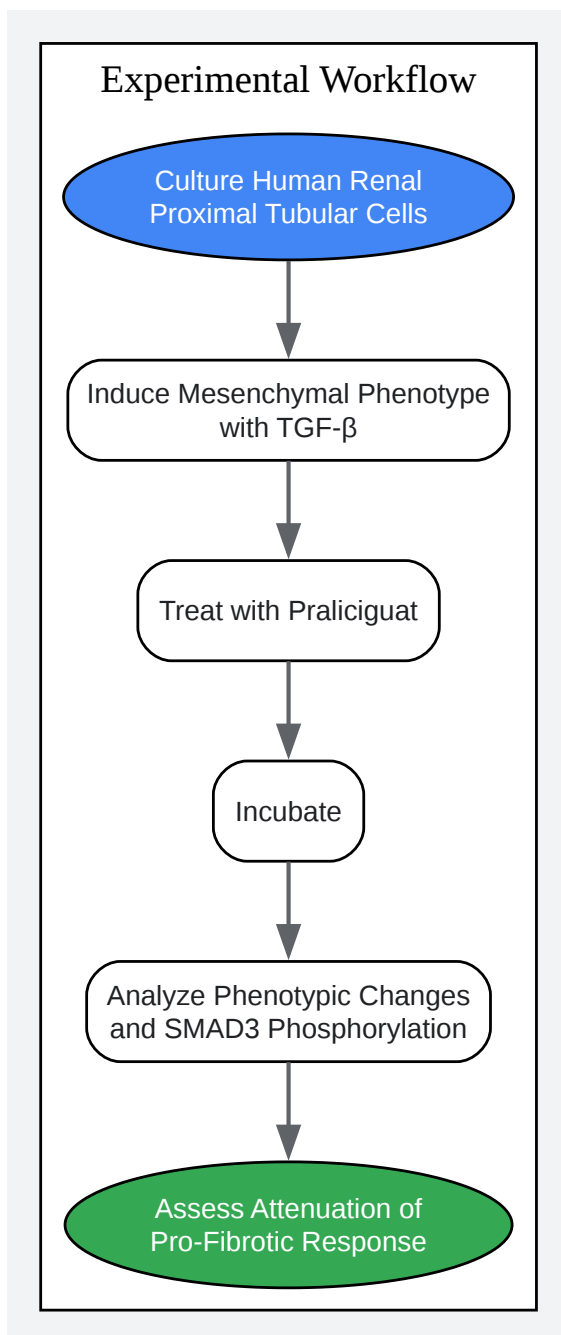 Experimental Workflow
Culture Human Renal
Proximal Tubular Cells
Induce Mesenchymal Phenotype
with TGF-β
Treat with Praliciguat
Incubate
Analyze Phenotypic Changes
and SMAD3 Phosphorylation
Assess Attenuation of
Pro-Fibrotic Response